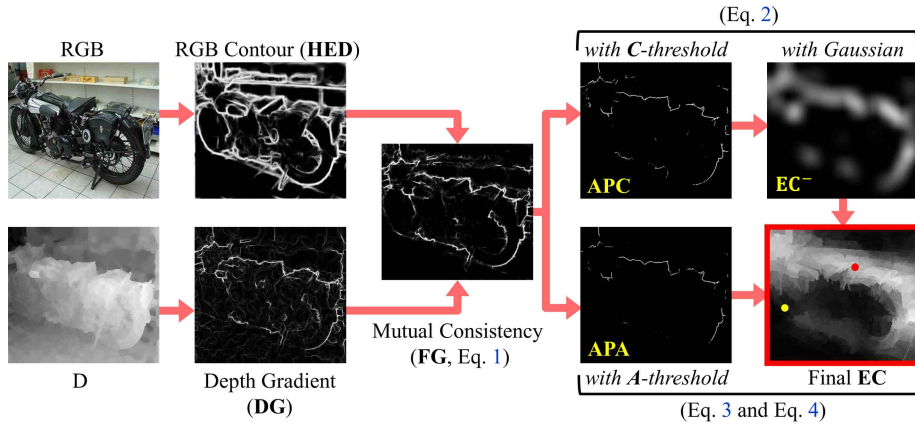 (Eq. 2)
RGB
RGB Contour (HED)
with C-threshold
with Gaussian
APC
EC⁻
Mutual Consistency
(FG, Eq. 1)
APA
D
Depth Gradient
(DG)
with A-threshold
Final EC
(Eq. 3 and Eq. 4)